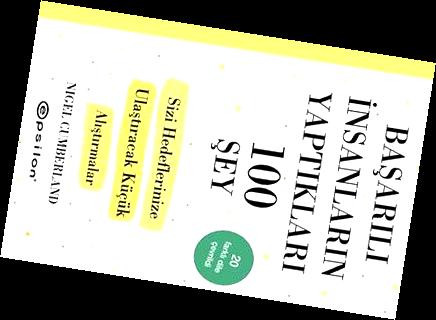 BAŞARILI
İNSANLARIN
YAPTIKLARI
100
ŞEY
20
farklı dile
çevrildi
Sizi Hedeflerinize
Ulaştıracak Küçük
Alıştırmalar
NIGEL CUMBERLAND
epsilon®